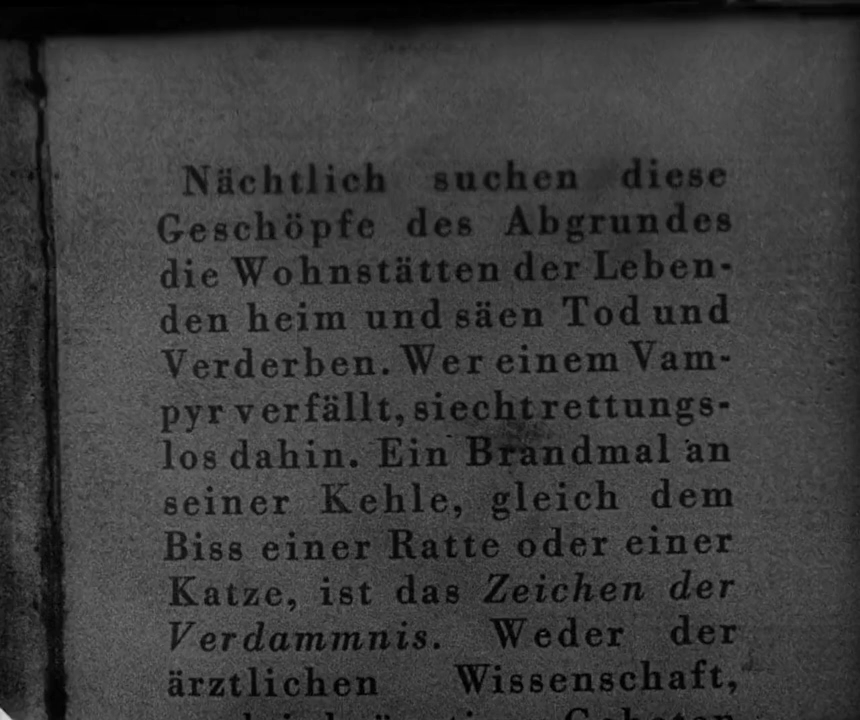 Nächtlich suchen diese
Geschöpfe des Abgrundes
die Wohnstätten der Leben-
den heim und säen Tod und
Verderben. Wer einem Vam-
pyr verfällt, siecht rettungs-
los dahin. Ein Brandmal an
seiner Kehle, gleich dem
Biss einer Ratte oder einer
Katze, ist das Zeichen der
Verdammnis. Weder der
ärztlichen Wissenschaft,